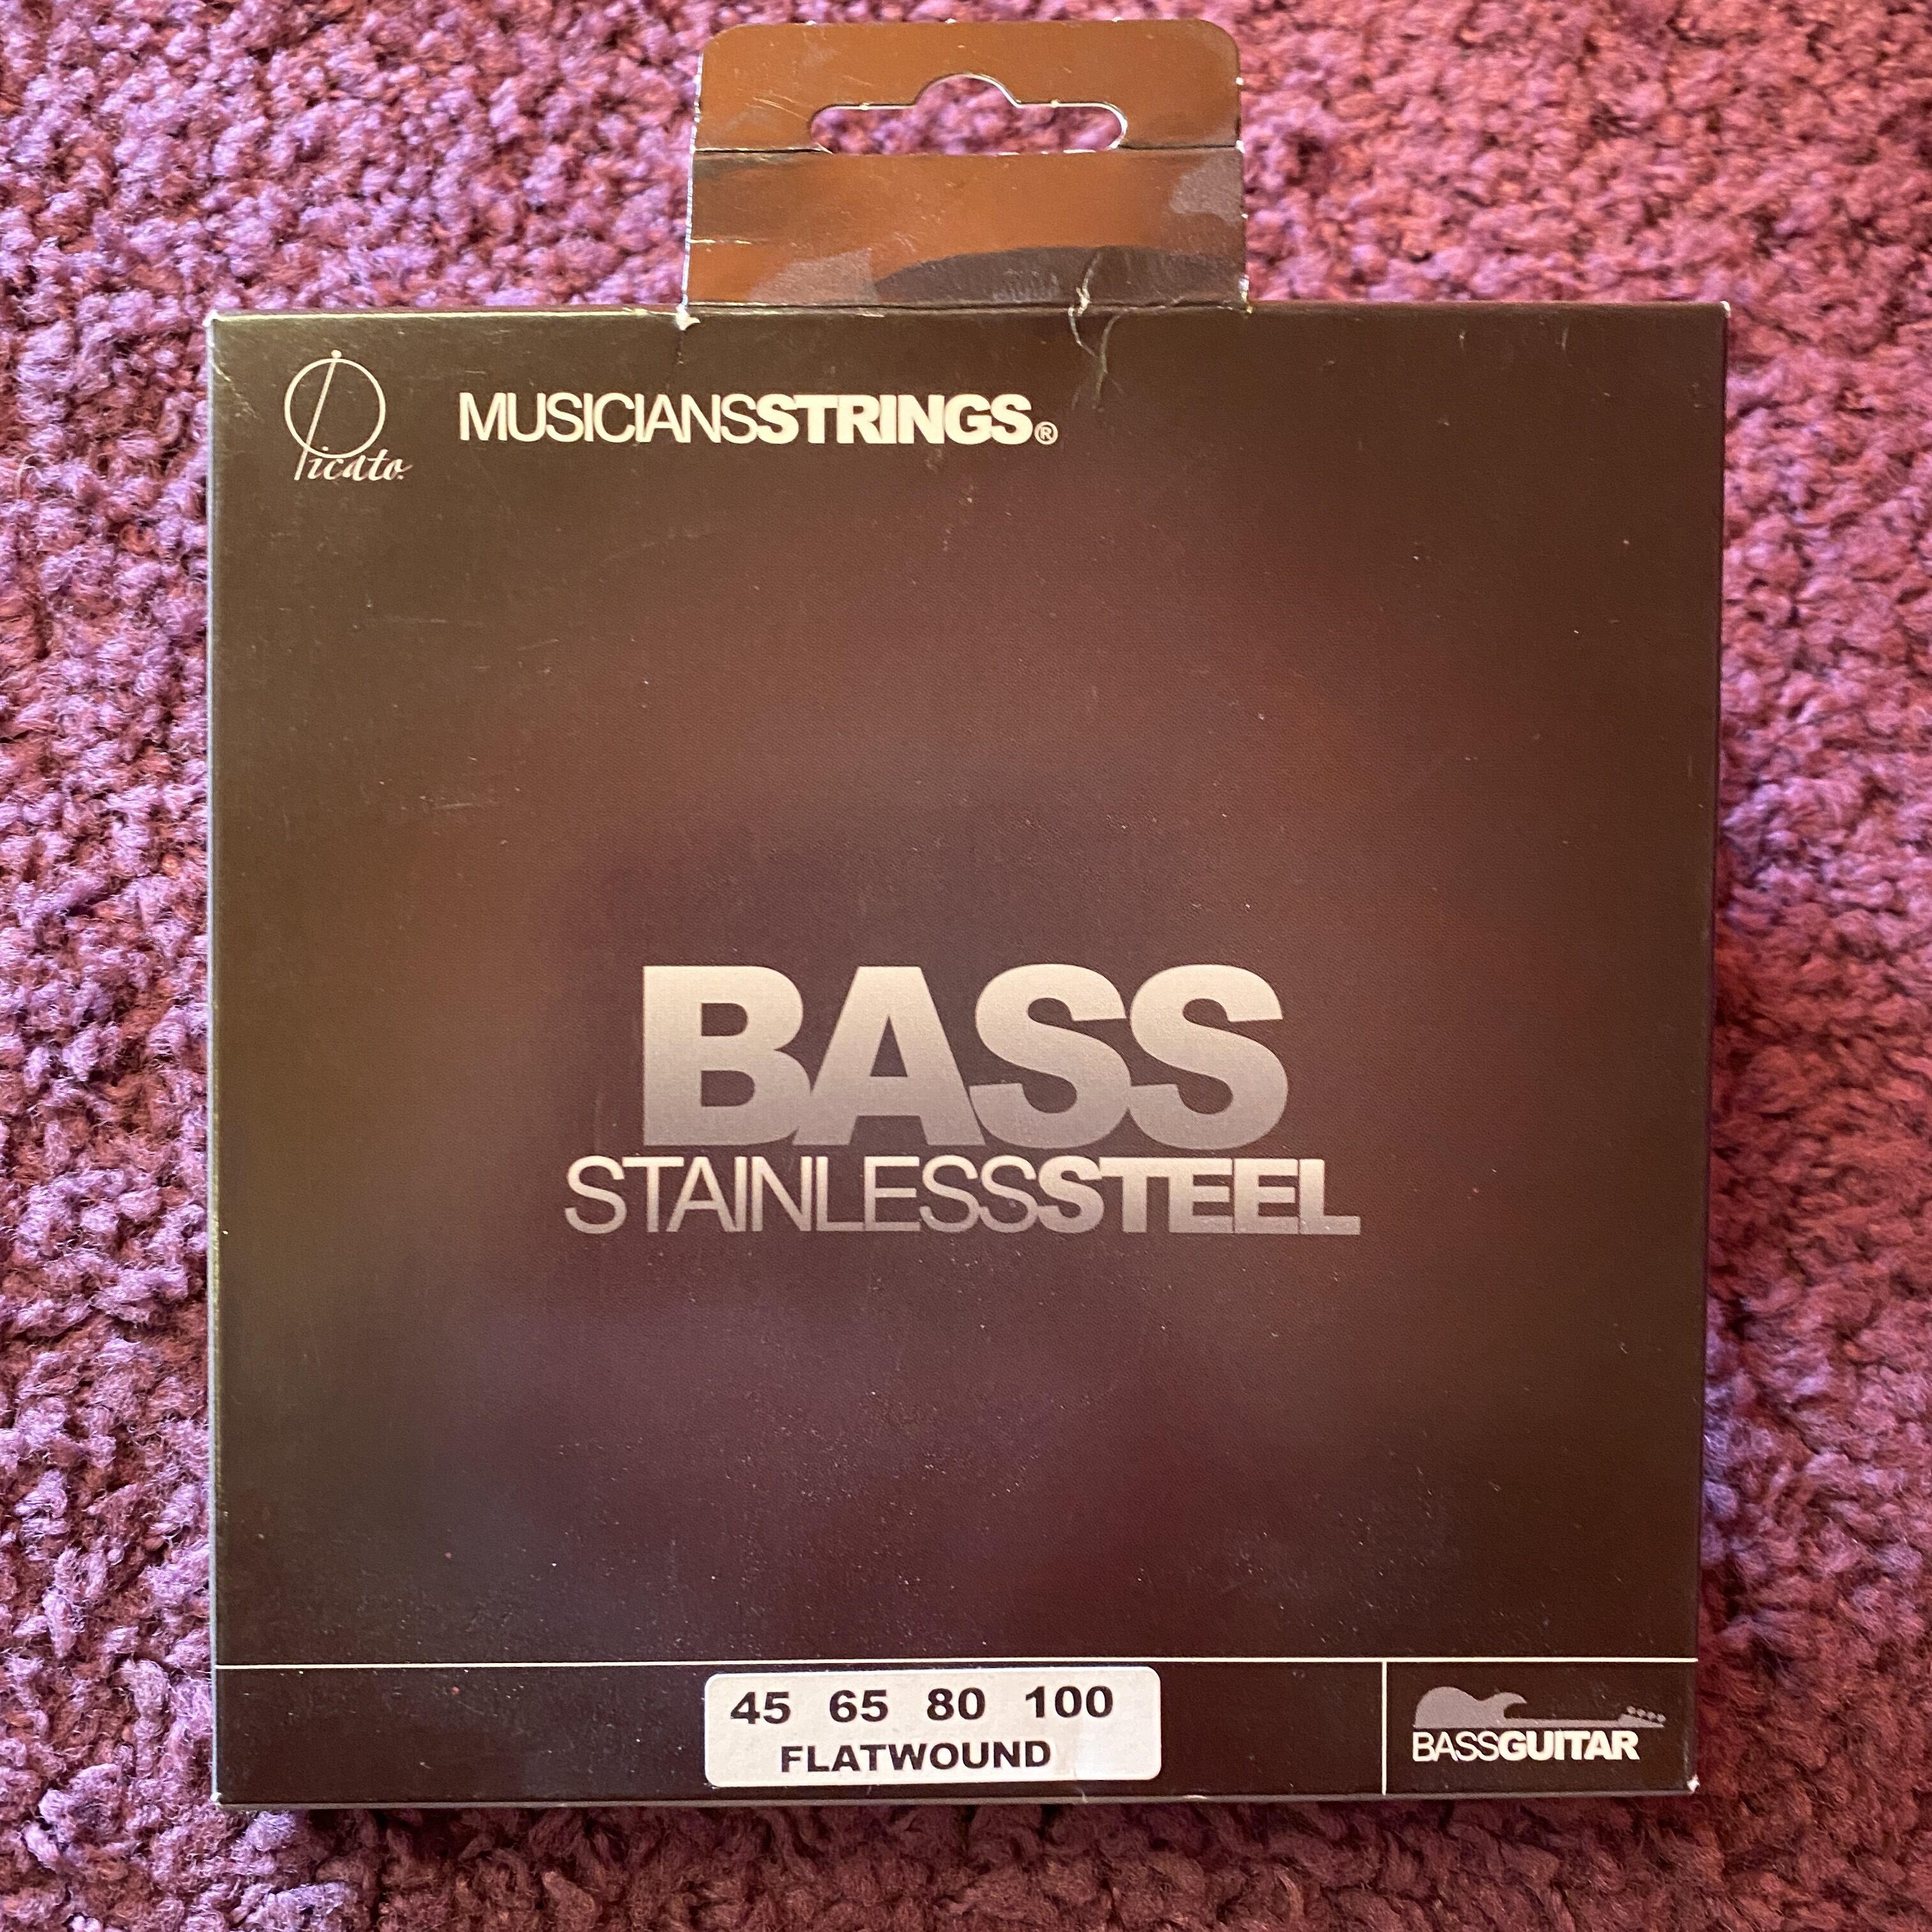 Picato.
MUSICIANSSTRINGS®
BASS
STAINLESSSTEEL
45 65 80 100
FLATWOUND
BASSGUITAR